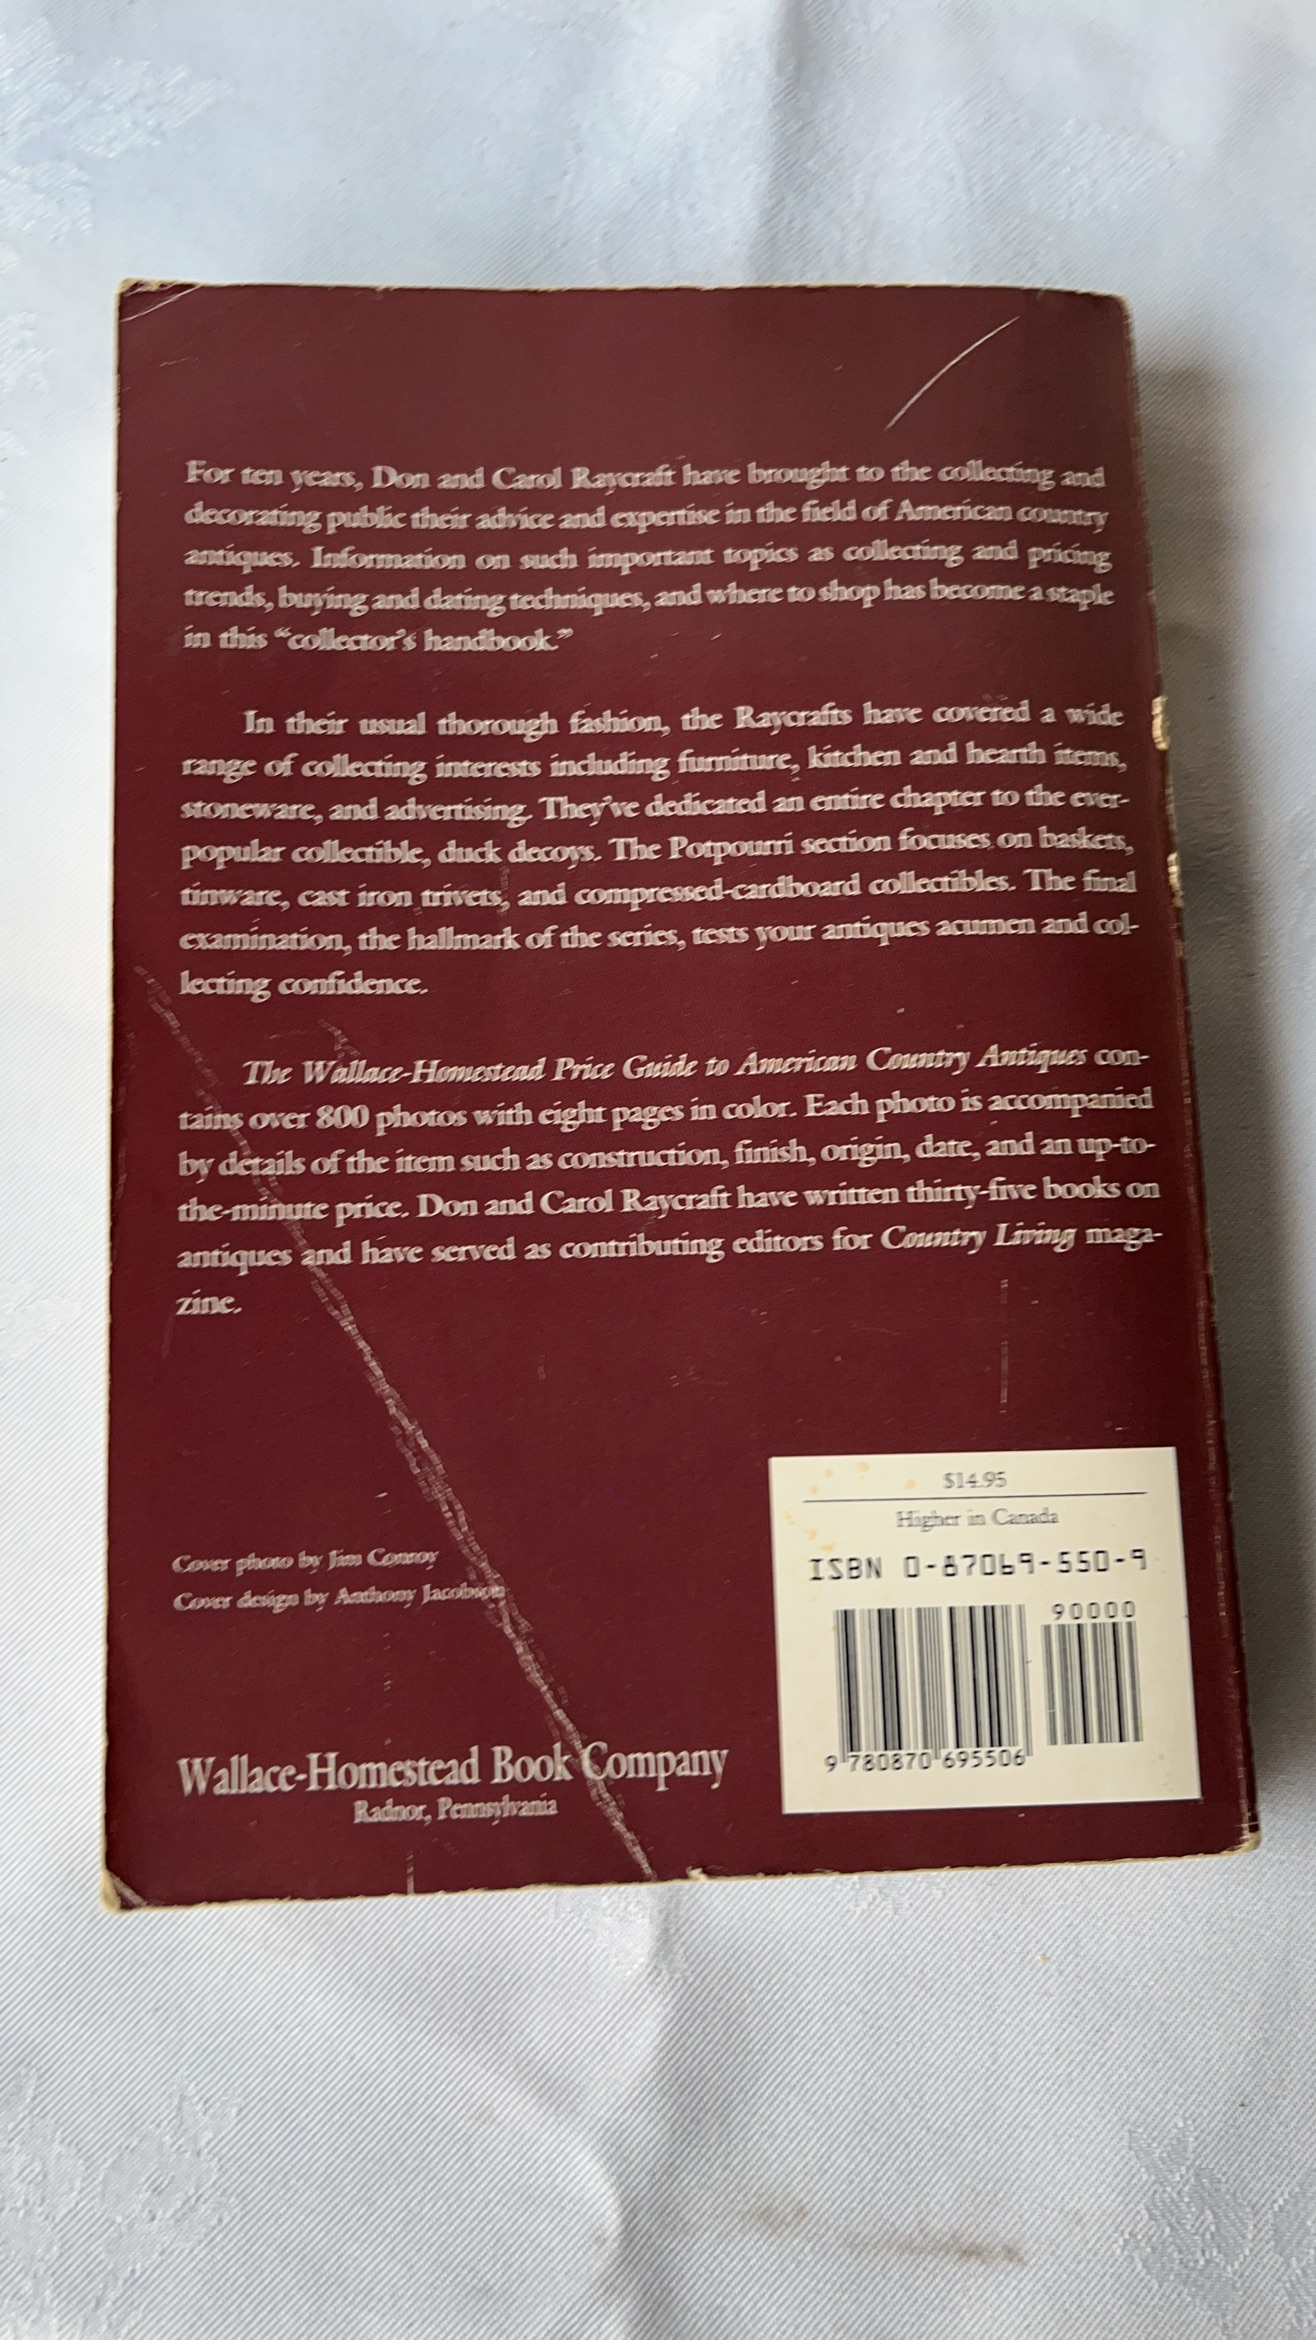 For ten years, Don and Carol Raycraft have brought to the collecting and
decorating public their advice and expertise in the field of American country
antiques. Information on such important topics as collecting and pricing
trends, buying and dating techniques, and where to shop has become a staple
in this “collector’s handbook.”
In their usual thorough fashion, the Raycrafts have covered a wide
range of collecting interests including furniture, kitchen and hearth items,
stoneware, and advertising. They’ve dedicated an entire chapter to the ever-
popular collectible, duck decoys. The Potpourri section focuses on baskets,
tinware, cast iron trivets, and compressed-cardboard collectibles. The final
examination, the hallmark of the series, tests your antiques acumen and col-
lecting confidence.
The Wallace-Homestead Price Guide to American Country Antiques con-
tains over 800 photos with eight pages in color. Each photo is accompanied
by details of the item such as construction, finish, origin, date, and an up-to-
the-minute price. Don and Carol Raycraft have written thirty-five books on
antiques and have served as contributing editors for Country Living maga-
zine.
Cover photo by Jim Conroy
Cover design by Anthony Jacobson
Wallace-Homestead Book Company
Radnor, Pennsylvania
$14.95
Higher in Canada
ISBN 0-87069-550-9
90000
9 780870 695506